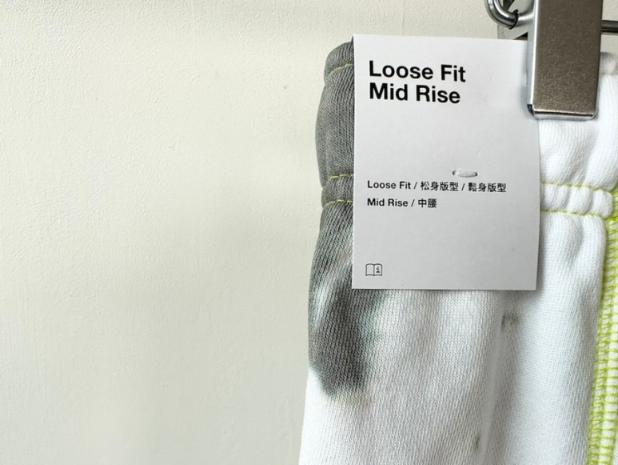 Loose Fit
Mid Rise
Loose Fit / 松身版型 / 鬆身版型
Mid Rise / 中腰